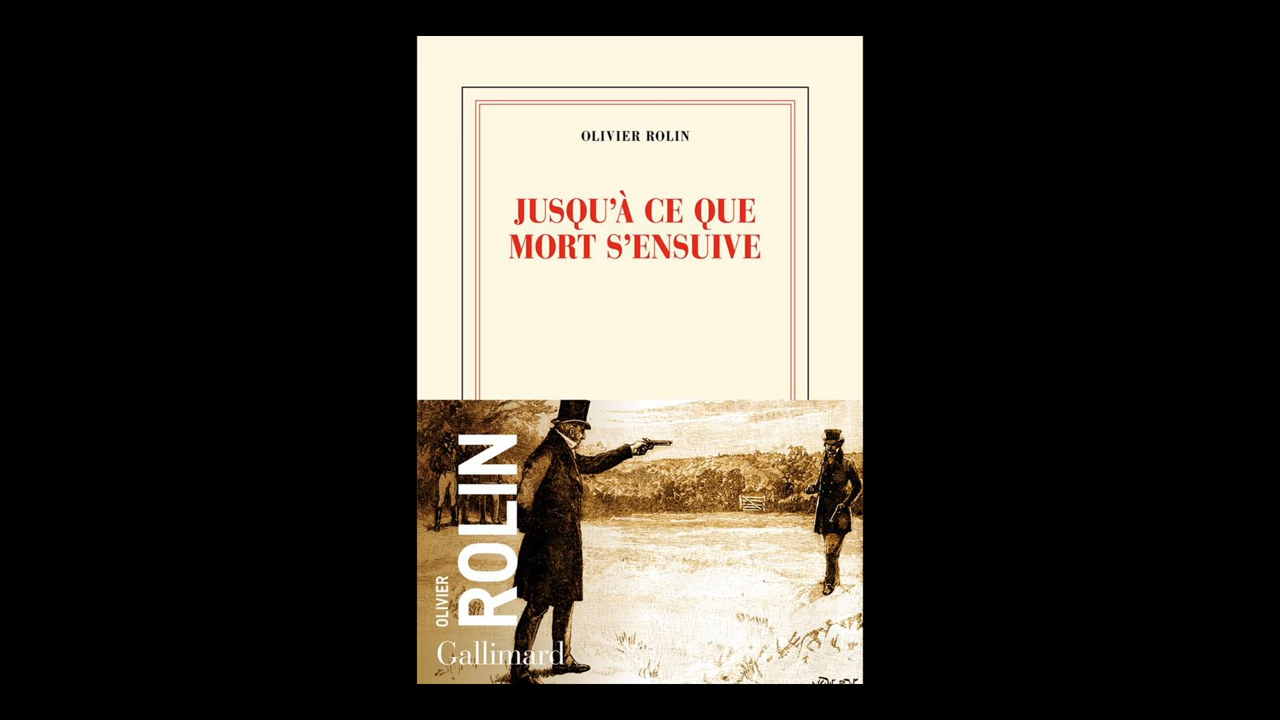 OLIVIER ROLIN
JUSQU'À CE QUE
MORT S'ENSUIVE
OLIVIER
ROLIN
Gallimard